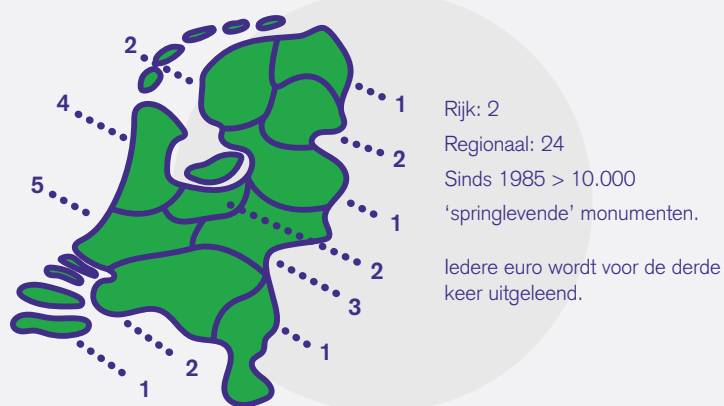 2
4
5
1
2
1
2
3
1
2
1
Rijk: 2
Regionaal: 24
Sinds 1985 > 10.000
‘springlevende’ monumenten.
Iedere euro wordt voor de derde
keer uitgeleend.